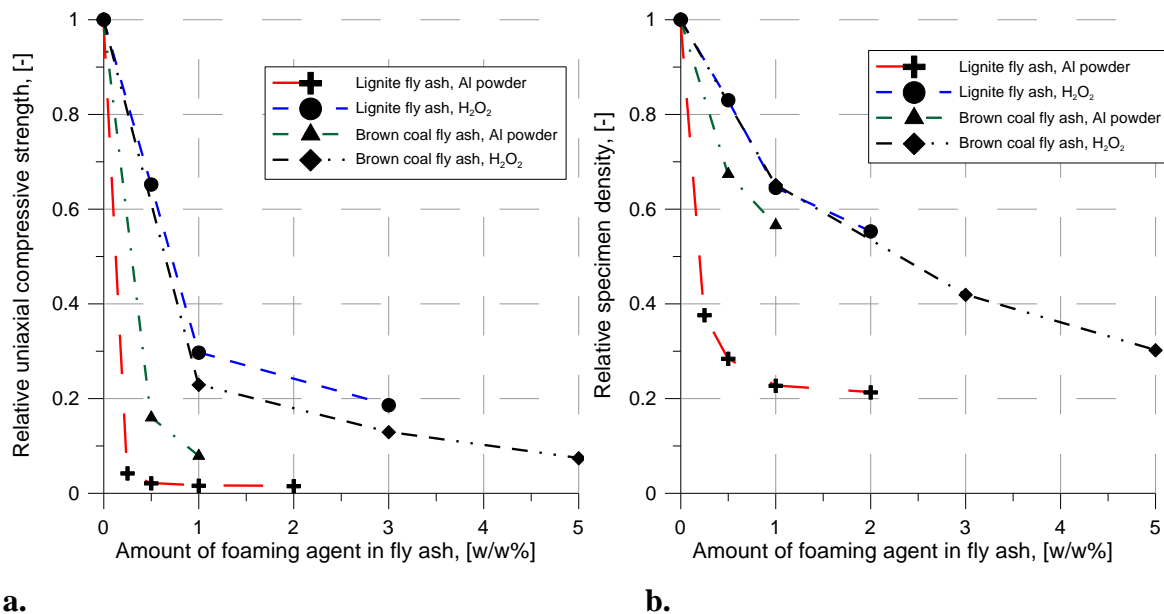 Relative uniaxial compressive strength, [-]
1
0.8
0.6
0.4
0.2
0
Lignite fly ash, Al powder
Lignite fly ash, H₂O₂
Brown coal fly ash, Al powder
Brown coal fly ash, H₂O₂
0 1 2 3 4 5
Amount of foaming agent in fly ash, [w/w%]
a.
Relative specimen density, [-]
1
0.8
0.6
0.4
0.2
0
Lignite fly ash, Al powder
Lignite fly ash, H₂O₂
Brown coal fly ash, Al powder
Brown coal fly ash, H₂O₂
0 1 2 3 4 5
Amount of foaming agent in fly ash, [w/w%]
b.